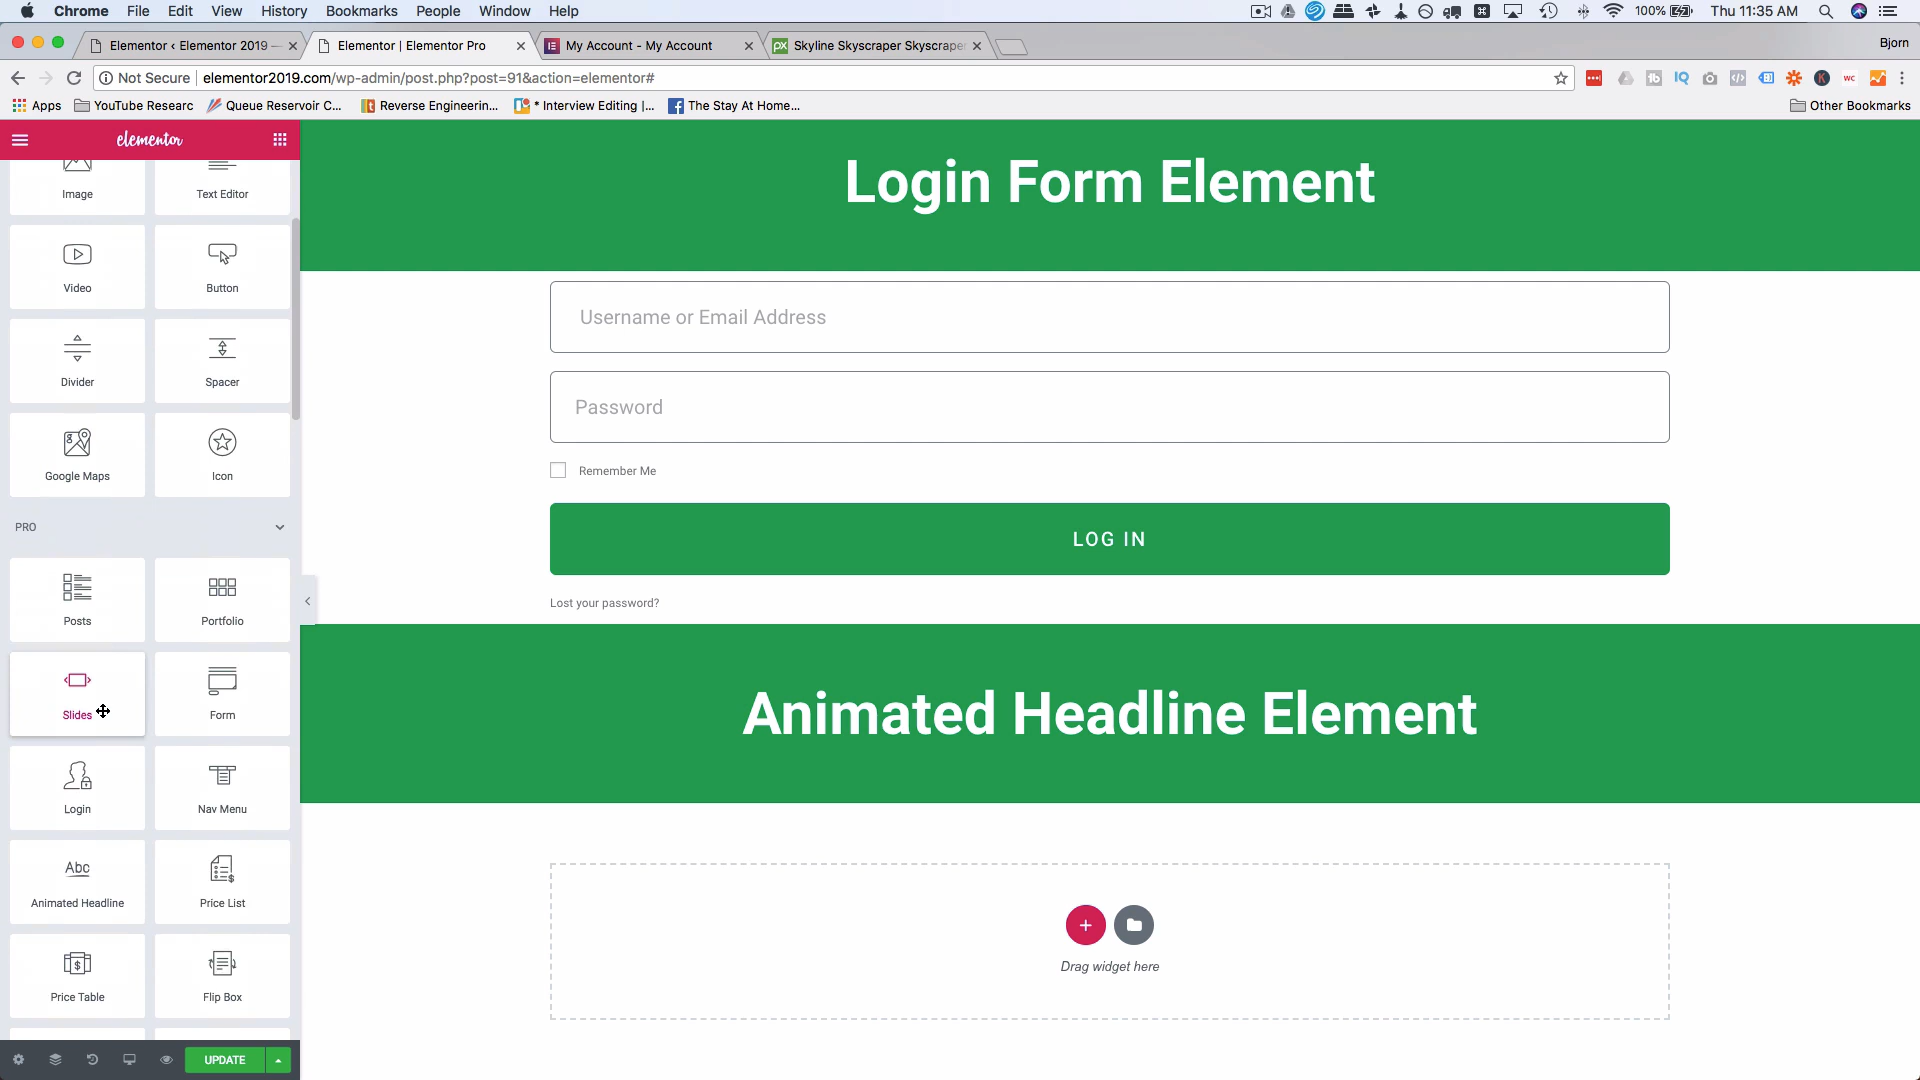 Chrome File Edit View History Bookmarks People Window Help 100% Thu 11:35 AM
Elementor ‹ Elementor 2019 — Elementor | Elementor Pro My Account - My Account Skyline Skyscraper Skyscrape Bjorn
Not Secure elementor2019.com/wp-admin/post.php?post=91&action=elementor#
Apps YouTube Researc Queue Reservoir C... Reverse Engineerin... * Interview Editing |... The Stay At Home... Other Bookmarks
elementor
Image Text Editor
Video Button
Divider Spacer
Google Maps Icon
PRO
Posts Portfolio
Slides Form
Login Nav Menu
Abc
Animated Headline Price List
Price Table Flip Box
UPDATE
Login Form Element
Username or Email Address
Password
Remember Me
LOG IN
Lost your password?
Animated Headline Element
Drag widget here